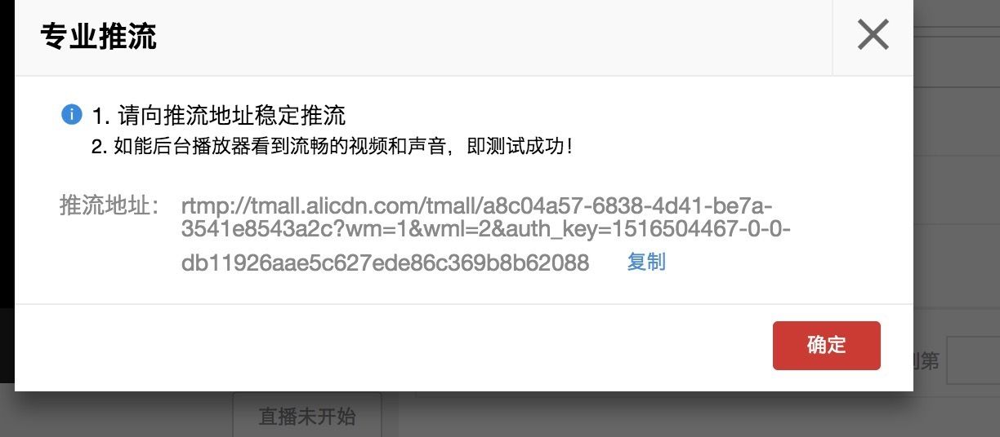 专业推流
1. 请向推流地址稳定推流
2. 如能后台播放器看到流畅的视频和声音，即测试成功！
推流地址： rtmp://tmall.alicdn.com/tmall/a8c04a57-6838-4d41-be7a-
3541e8543a2c?wm=1&wml=2&auth_key=1516504467-0-0-
db11926aae5c627ede86c369b8b62088 复制
确定
到第
直播未开始